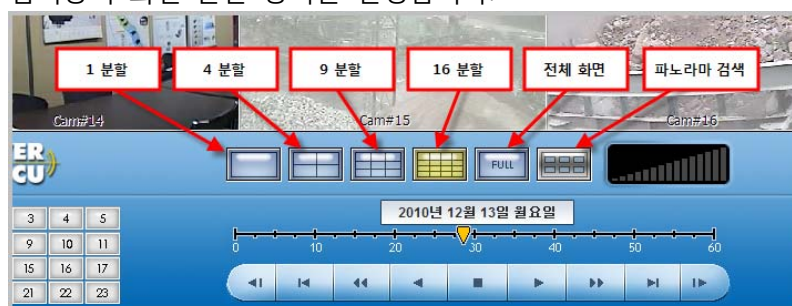 1 분할
4 분할
9 분할
16 분할
전체 화면
파노라마 검색
Cam#14
Cam#15
Cam#16
FULL
2010년 12월 13일 월요일
3 4 5
9 10 11
15 16 17
21 22 23
0 10 20 30 40 50 60